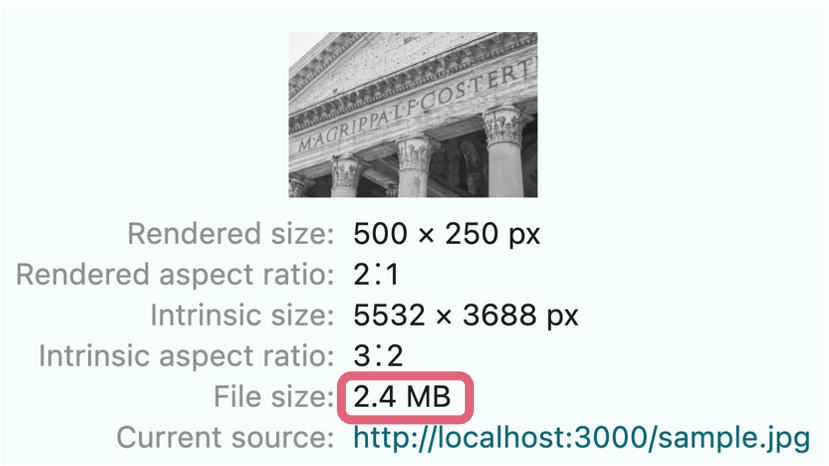 M·AGRIPPA·L·F·COS·TERT
Rendered size: 500 × 250 px
Rendered aspect ratio: 2∶1
Intrinsic size: 5532 × 3688 px
Intrinsic aspect ratio: 3∶2
File size: 2.4 MB
Current source: http://localhost:3000/sample.jpg